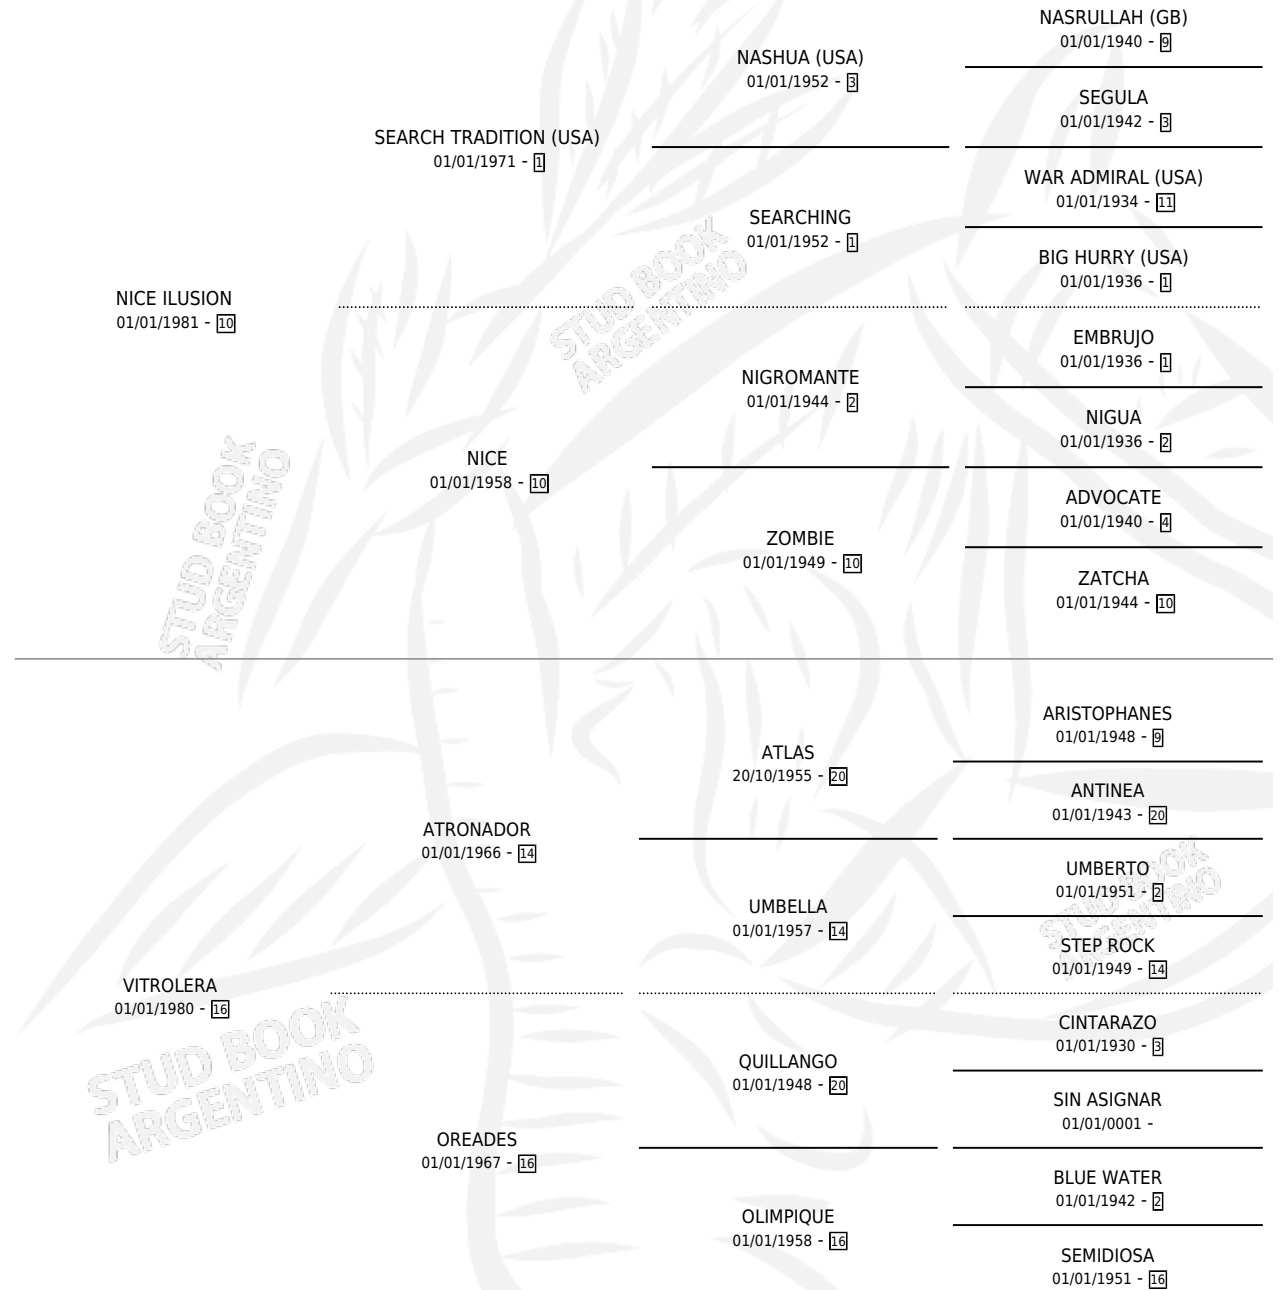 NASRULLAH (GB)
01/01/1940 - 9
NASHUA (USA)
01/01/1952 - 3
SEGULA
01/01/1942 - 3
SEARCH TRADITION (USA)
01/01/1971 - 1
WAR ADMIRAL (USA)
01/01/1934 - 11
SEARCHING
01/01/1952 - 1
BIG HURRY (USA)
01/01/1936 - 1
NICE ILUSION
01/01/1981 - 10
EMBRUJO
01/01/1936 - 1
NIGROMANTE
01/01/1944 - 2
NIGUA
01/01/1936 - 2
NICE
01/01/1958 - 10
ADVOCATE
01/01/1940 - 4
ZOMBIE
01/01/1949 - 10
ZATCHA
01/01/1944 - 10
ARISTOPHANES
01/01/1948 - 9
ATLAS
20/10/1955 - 20
ANTINEA
01/01/1943 - 20
ATRONADOR
01/01/1966 - 14
UMBERTO
01/01/1951 - 2
UMBELLA
01/01/1957 - 14
STEP ROCK
01/01/1949 - 14
VITROLERA
01/01/1980 - 16
CINTARAZO
01/01/1930 - 3
QUILLANGO
01/01/1948 - 20
SIN ASIGNAR
01/01/0001 -
OREADES
01/01/1967 - 16
BLUE WATER
01/01/1942 - 2
OLIMPIQUE
01/01/1958 - 16
SEMIDIOSA
01/01/1951 - 16
STUD BOOK
ARGENTINO
STUD BOOK
ARGENTINO
STUD BOOK
ARGENTINO
STUD BOOK
ARGENTINO